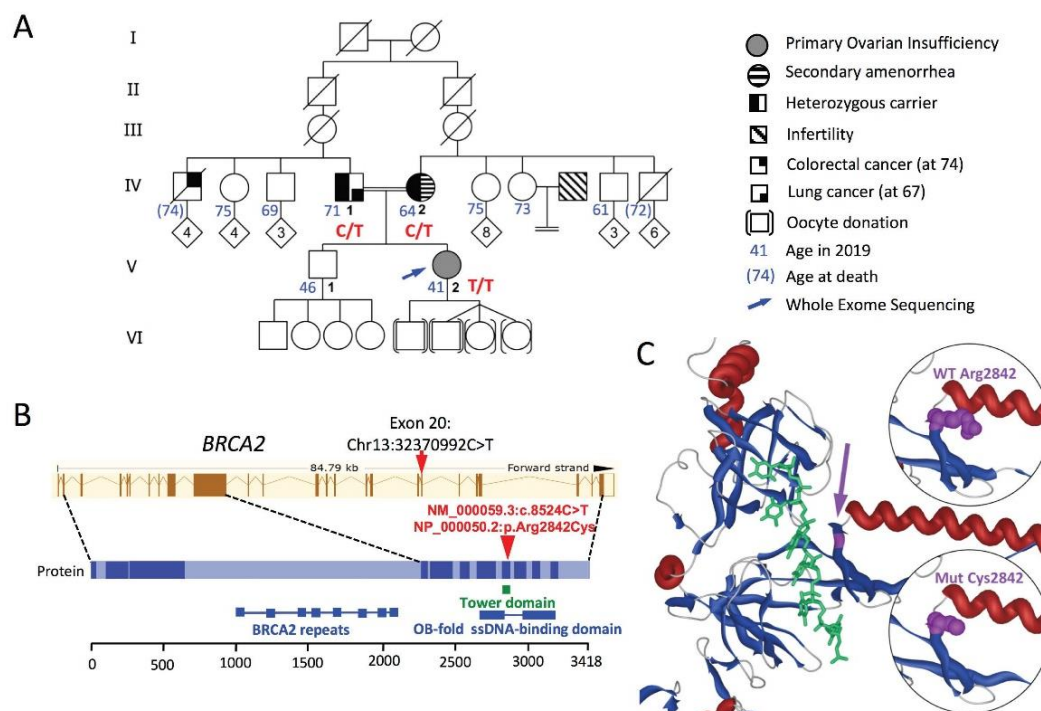 A
I
II
III
IV
V
VI
(74)
75
69
71
1
64
2
75
73
61
(72)
4
4
3
C/T
C/T
8
3
6
46
1
41
2
T/T
Primary Ovarian Insufficiency
Secondary amenorrhea
Heterozygous carrier
Infertility
Colorectal cancer (at 74)
Lung cancer (at 67)
Oocyte donation
41 Age in 2019
(74) Age at death
Whole Exome Sequencing
B
Exon 20:
Chr13:32370992C>T
BRCA2
84.79 kb
Forward strand
NM_000059.3:c.8524C>T
NP_000050.2:p.Arg2842Cys
Protein
Tower domain
BRCA2 repeats
OB-fold ssDNA-binding domain
0 500 1000 1500 2000 2500 3000 3418
C
WT Arg2842
Mut Cys2842